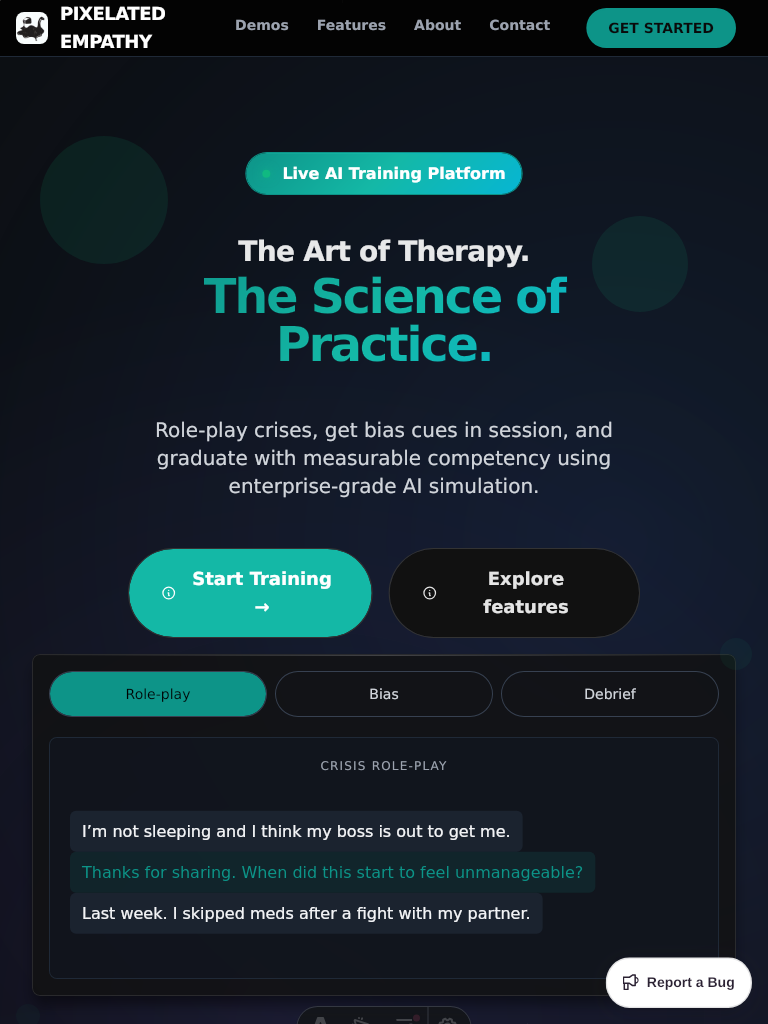 PIXELATED
EMPATHY
Demos
Features
About
Contact
GET STARTED
Live AI Training Platform
The Art of Therapy.
The Science of
Practice.
Role-play crises, get bias cues in session, and
graduate with measurable competency using
enterprise-grade AI simulation.
Start Training
→
Explore
features
Role-play
Bias
Debrief
CRISIS ROLE-PLAY
I’m not sleeping and I think my boss is out to get me.
Thanks for sharing. When did this start to feel unmanageable?
Last week. I skipped meds after a fight with my partner.
Report a Bug